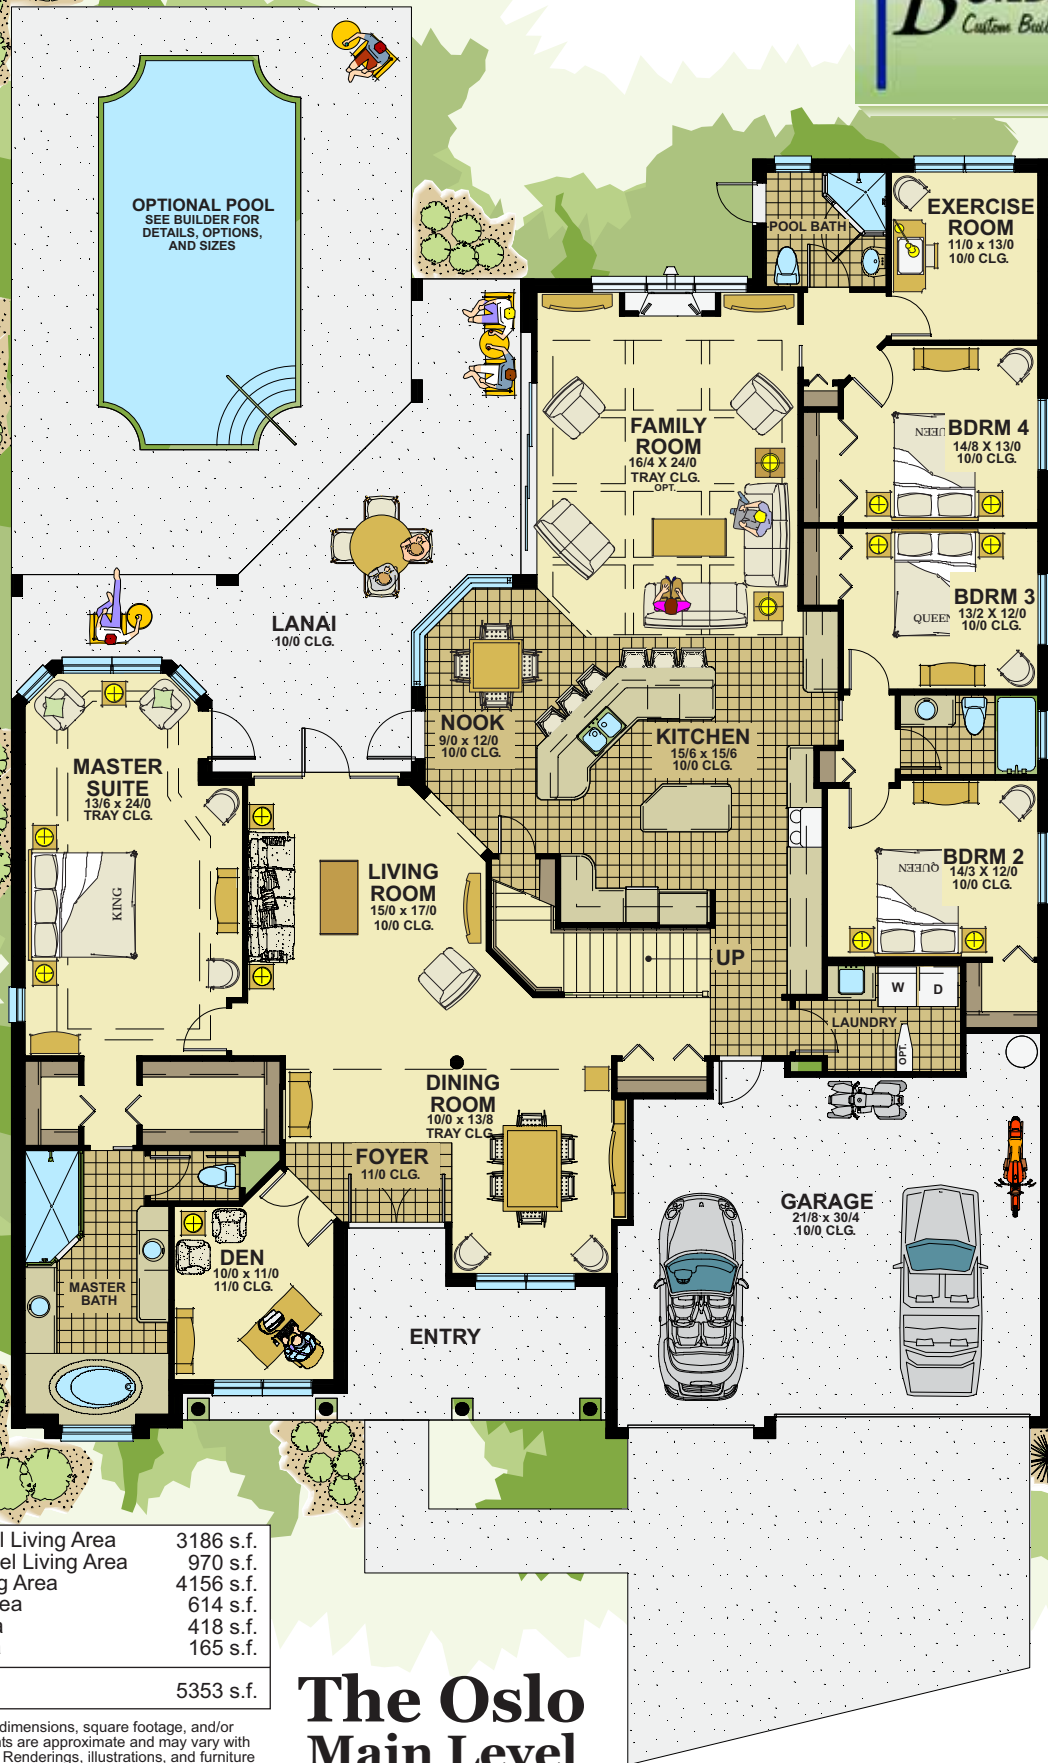 Custom
OPTIONAL POOL
SEE BUILDER FOR
DETAILS, OPTIONS,
AND SIZES
POOL BATH
EXERCISE
ROOM
11/0 x 13/0
10/0 CLG.
FAMILY
ROOM
16/4 X 24/0
TRAY CLG.
OPT.
QUEEN
BDRM 4
14/8 X 13/0
10/0 CLG.
BDRM 3
13/2 X 12/0
10/0 CLG.
QUEEN
LANAI
10/0 CLG.
NOOK
9/0 x 12/0
10/0 CLG.
KITCHEN
15/6 x 15/6
10/0 CLG.
MASTER
SUITE
13/6 x 24/0
TRAY CLG.
KING
LIVING
ROOM
15/0 x 17/0
10/0 CLG.
BDRM 2
14/3 X 12/0
10/0 CLG.
QUEEN
UP
W
D
LAUNDRY
OPT.
DINING
ROOM
10/0 x 13/8
TRAY CLG
FOYER
11/0 CLG.
GARAGE
21/8 x 30/4
10/0 CLG.
DEN
10/0 x 11/0
11/0 CLG.
MASTER
BATH
ENTRY
Living Area 3186 s.f.
Living Area 970 s.f.
Area 4156 s.f.
614 s.f.
418 s.f.
165 s.f.
5353 s.f.
dimensions, square footage, and/or
are approximate and may vary with
Renderings, illustrations, and furniture
The Oslo
Main Level